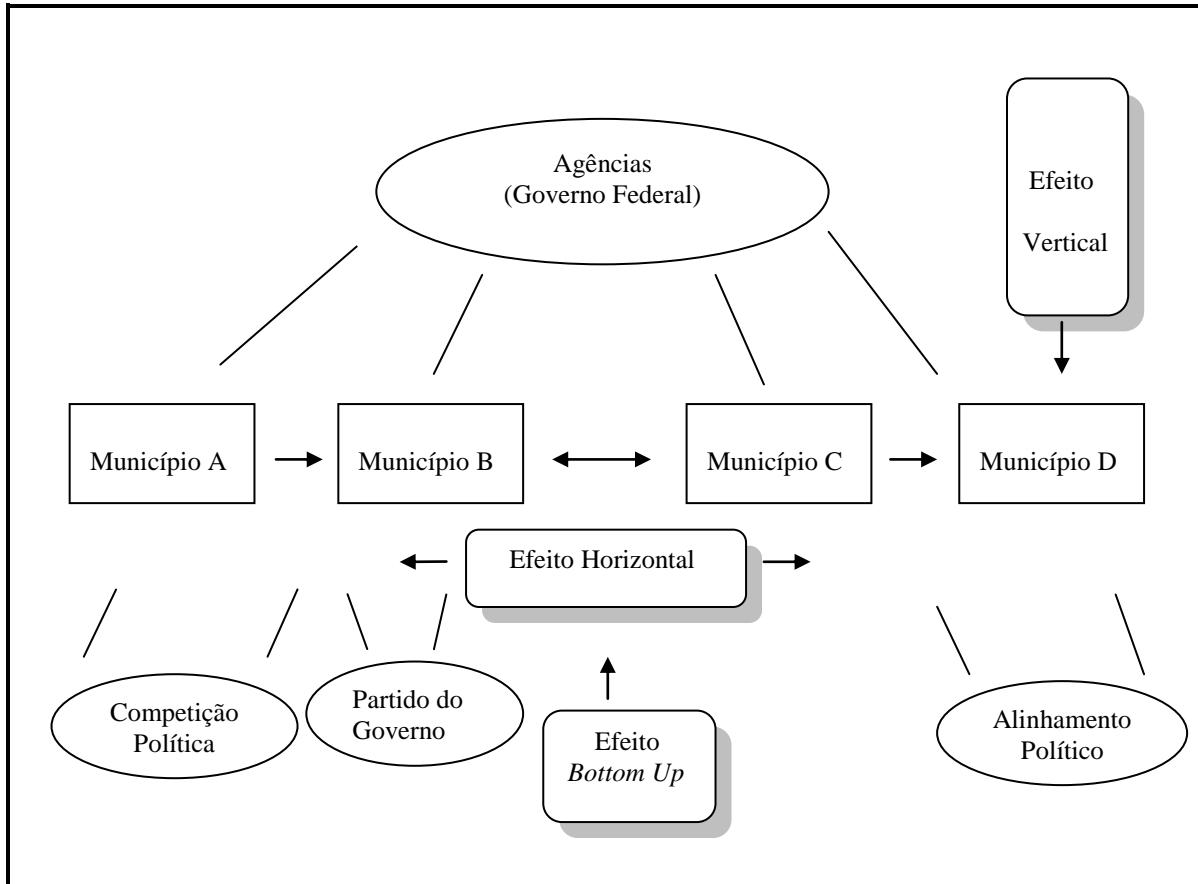 Agências
(Governo Federal)
Efeito
Vertical
Município A
Município B
Município C
Município D
Efeito Horizontal
Competição
Política
Partido do
Governo
Efeito
Bottom Up
Alinhamento
Político